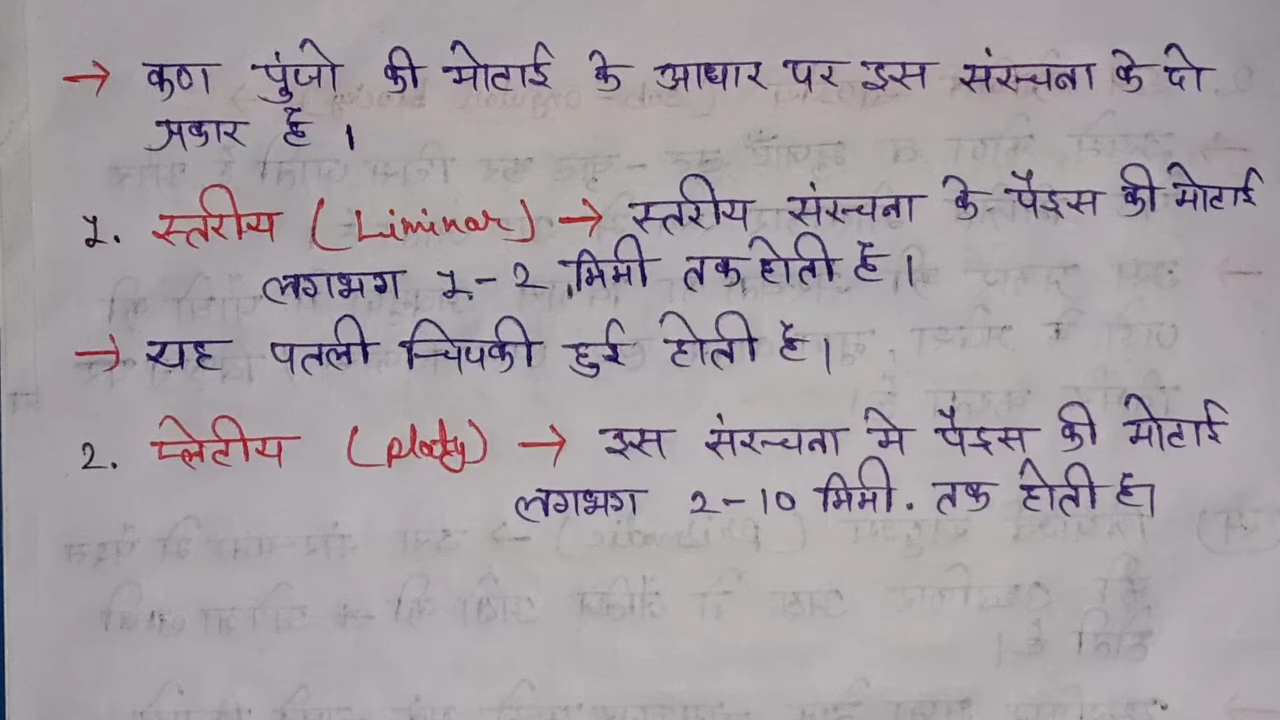 → कण पुंजो की मोटाई के आधार पर इस संरचना के दो
प्रकार है ।
1. स्तरीय (Liminar) → स्तरीय संरचना के पैड्स की मोटाई
लगभग 1-2 मिमी तक होती है।
→ यह पतली चिपकी हुई होती है।
2. प्लेटीय (platy) → इस संरचना मे पैड्स की मोटाई
लगभग 2-10 मिमी. तक होती है।